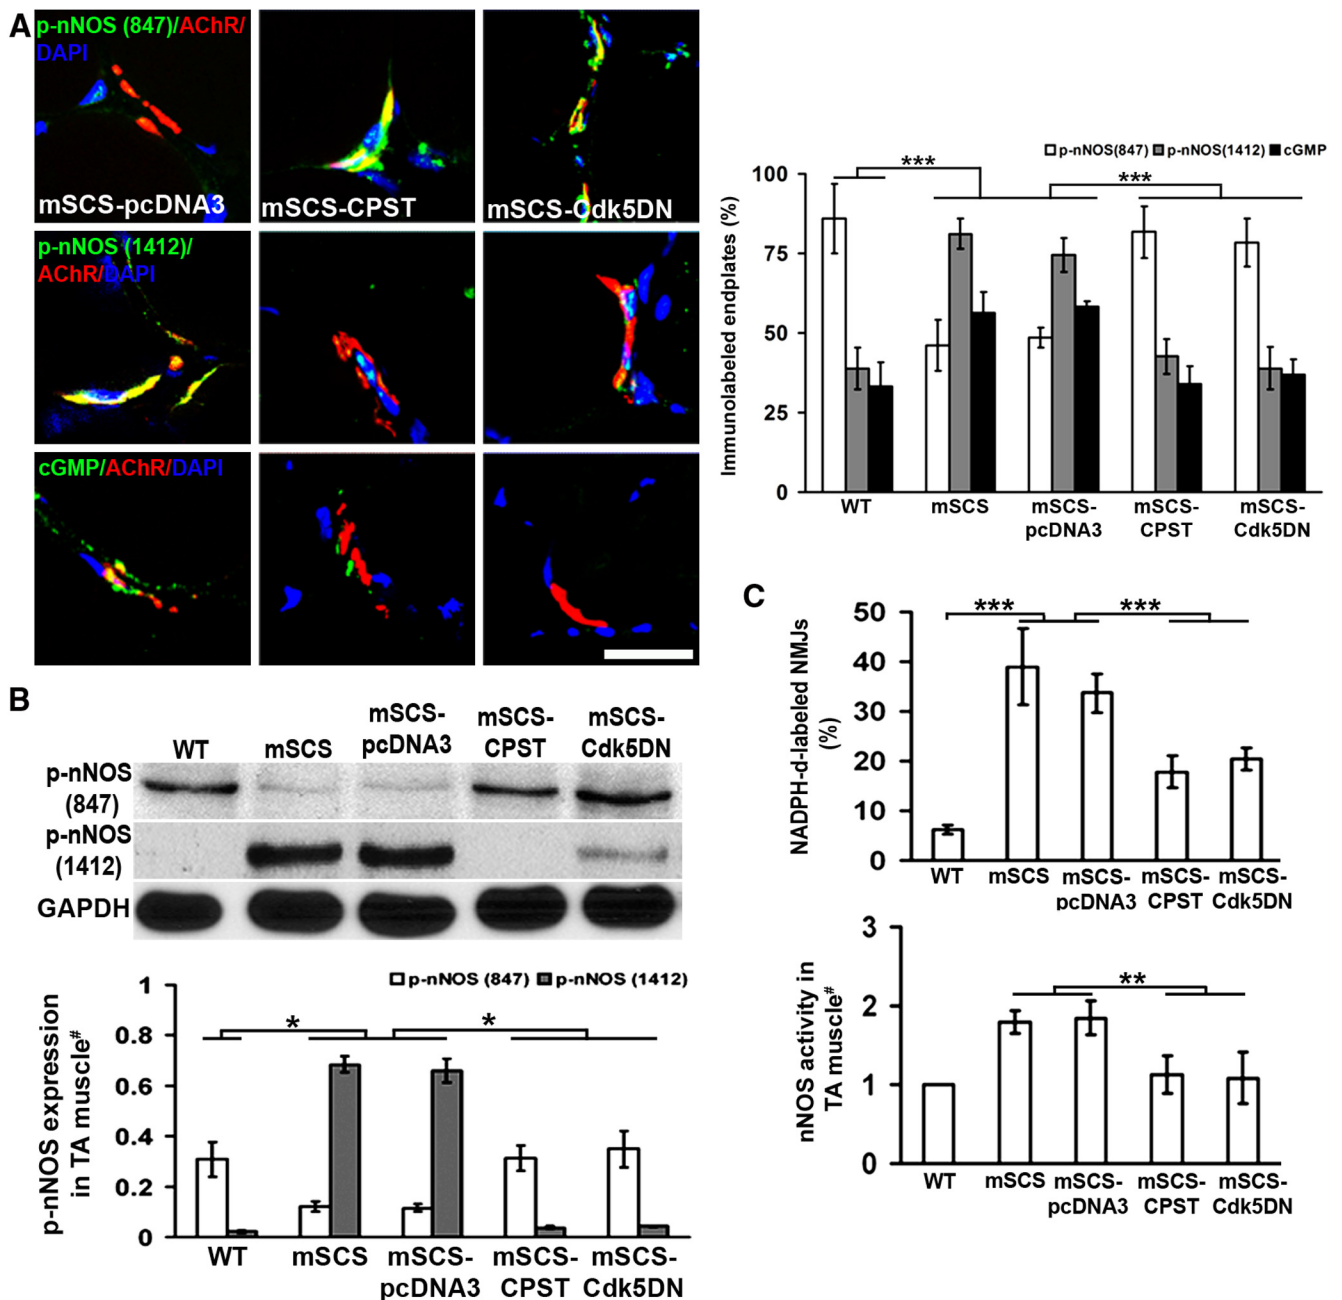 A
p-nNOS (847)/AChR/
DAPI
mSCS-pcDNA3
mSCS-CPST
mSCS-Cdk5DN
p-nNOS (1412)/
AChR/DAPI
cGMP/AChR/DAPI
p-nNOS(847) p-nNOS(1412) cGMP
***
***
Immunolabeled endplates (%)
100
75
50
25
0
WT
mSCS
mSCS-
pcDNA3
mSCS-
CPST
mSCS-
Cdk5DN
B
WT
mSCS
mSCS-
pcDNA3
mSCS-
CPST
mSCS-
Cdk5DN
p-nNOS
(847)
p-nNOS
(1412)
GAPDH
p-nNOS (847) p-nNOS (1412)
*
*
p-nNOS expression
in TA muscle#
1
0.8
0.6
0.4
0.2
0
WT
mSCS
mSCS-
pcDNA3
mSCS-
CPST
mSCS-
Cdk5DN
C
***
***
NADPH-d-labeled NMJs
(%)
50
40
30
20
10
0
WT
mSCS
mSCS-
pcDNA3
mSCS-
CPST
mSCS-
Cdk5DN
**
nNOS activity in
TA muscle#
3
2
1
0
WT
mSCS
mSCS-
pcDNA3
mSCS-
CPST
mSCS-
Cdk5DN